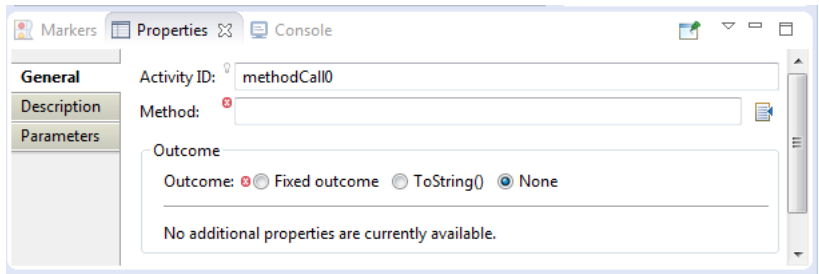 Markers Properties Console
General
Description
Parameters
Activity ID: methodCall0
Method:
Outcome
Outcome: Fixed outcome ToString() None
No additional properties are currently available.